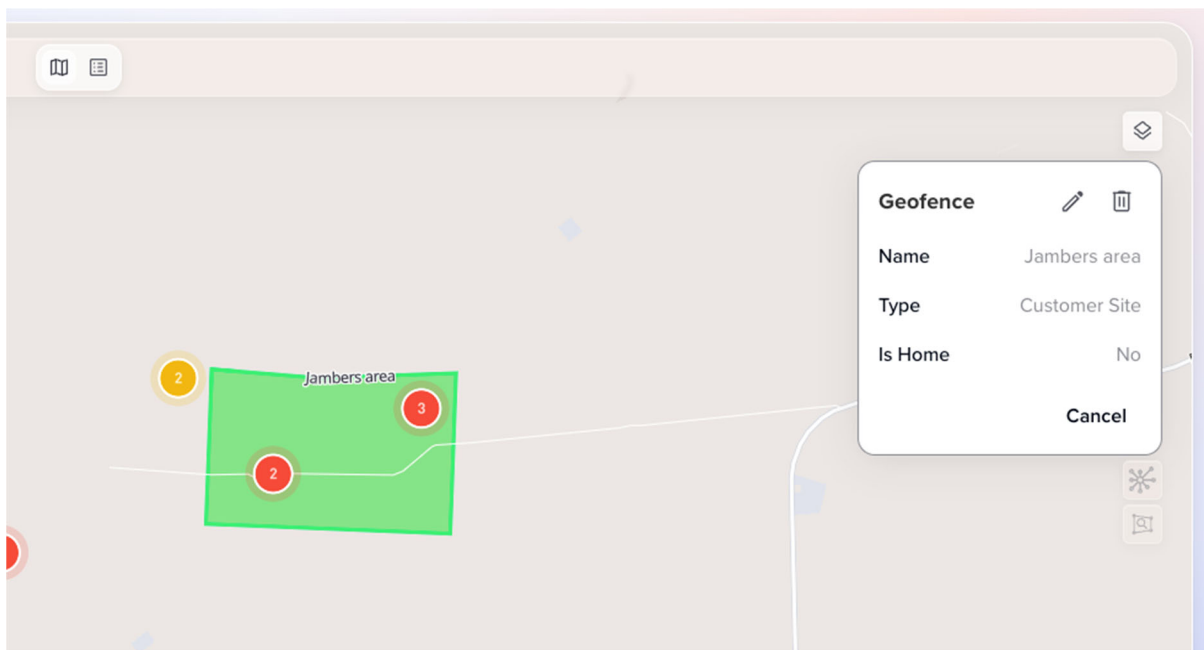 Geofence
Name Jambers area
Type Customer Site
Is Home No
Cancel
2
Jambers area
3
2